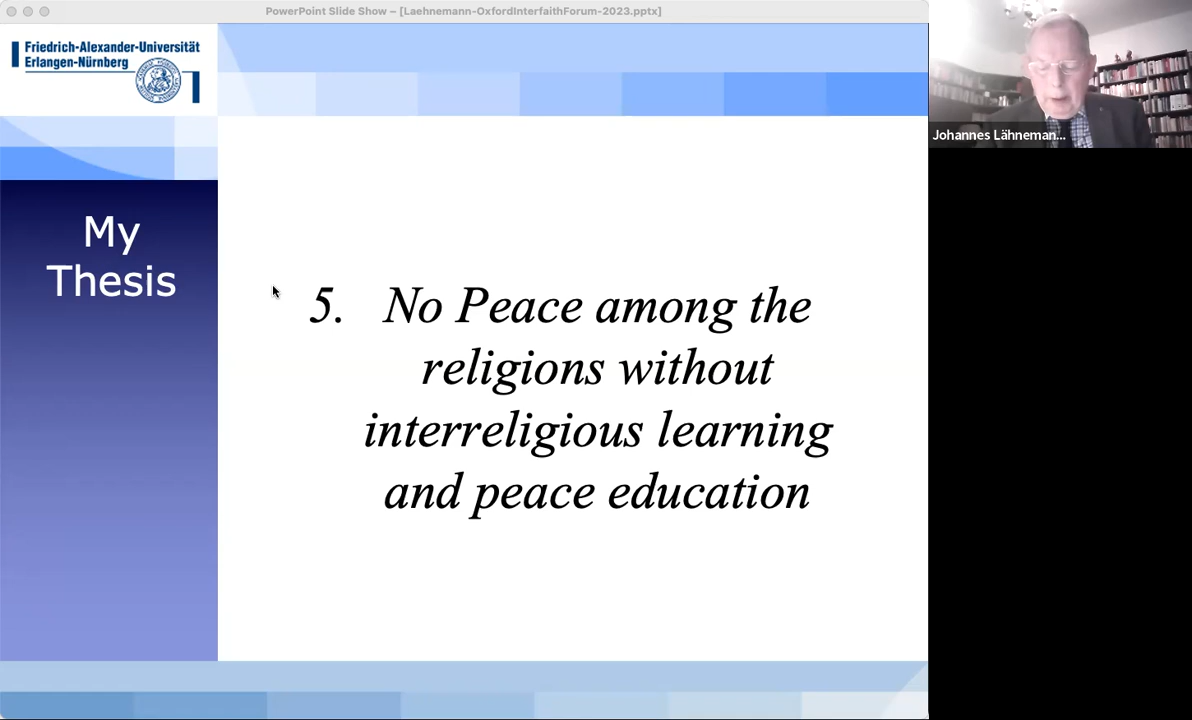 PowerPoint Slide Show – [Laehnemann-OxfordInterfaithForum-2023.pptx]
Friedrich-Alexander-Universität
Erlangen-Nürnberg
Johannes Lähneman...
My
Thesis
5. No Peace among the
religions without
interreligious learning
and peace education